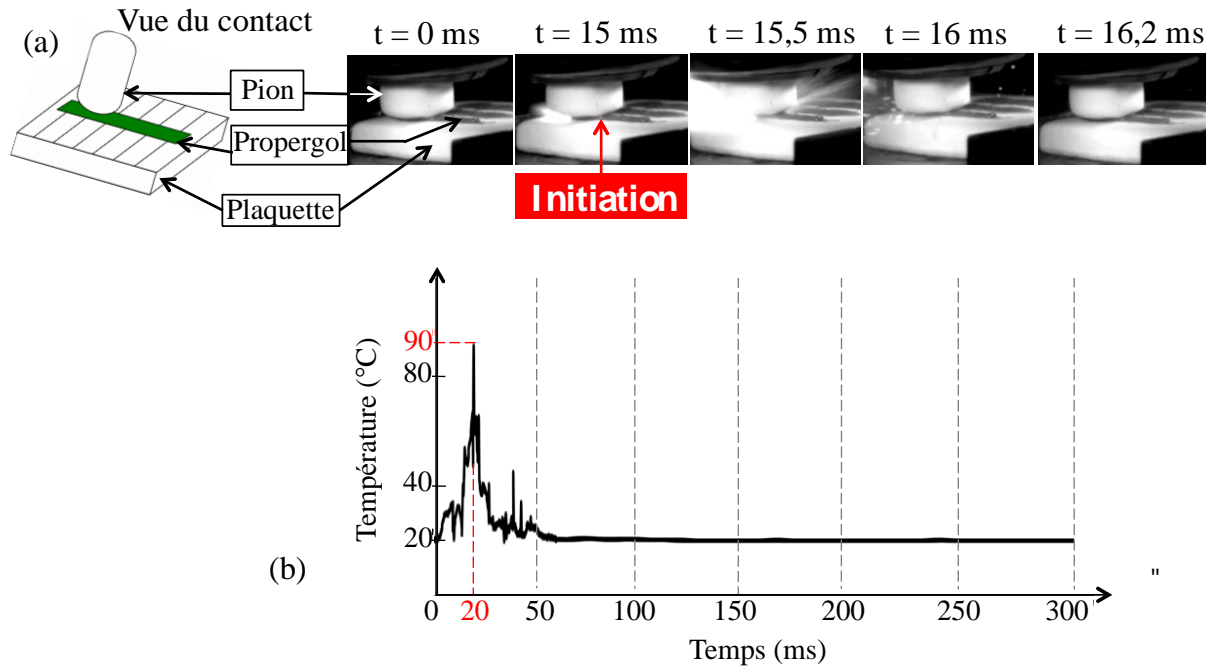 Vue du contact
(a)
t = 0 ms
t = 15 ms
t = 15,5 ms
t = 16 ms
t = 16,2 ms
Pion
Propergol
Plaquette
Initiation
Température (°C)
90
80
40
20
(b)
"
0 20 50 100 150 200 250 300
Temps (ms)